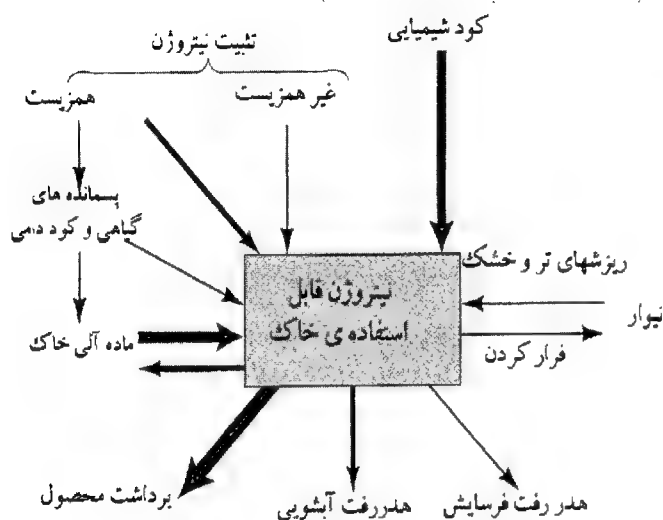 کود شیمیایی
تثبیت نیتروژن
غیر همزیست
همزیست
پسمانده های
گیاهی و کود دامی
ریزشهای تر و خشک
نیتروژن قابل
استفاده ی خاک
نیوار
ماده آلی خاک
فرار کردن
هدر رفت فرسایش
هدررفت آبشویی
برداشت محصول